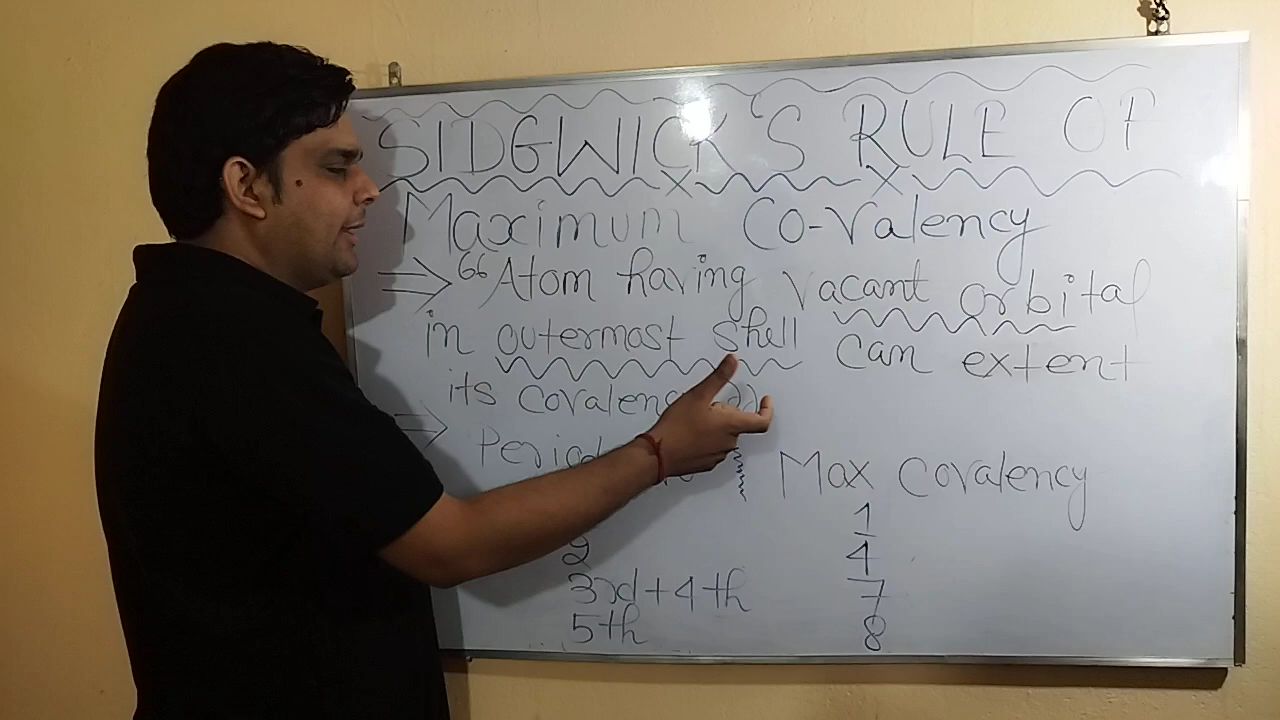 SIDGWICK'S RULE OF
Maximum Co-Valency
⇒ "Atom having vacant orbital
in outermost shell can extent
its covalency"
⇒ Max Covalency
1
2 4
3rd + 4th 7
5th 8